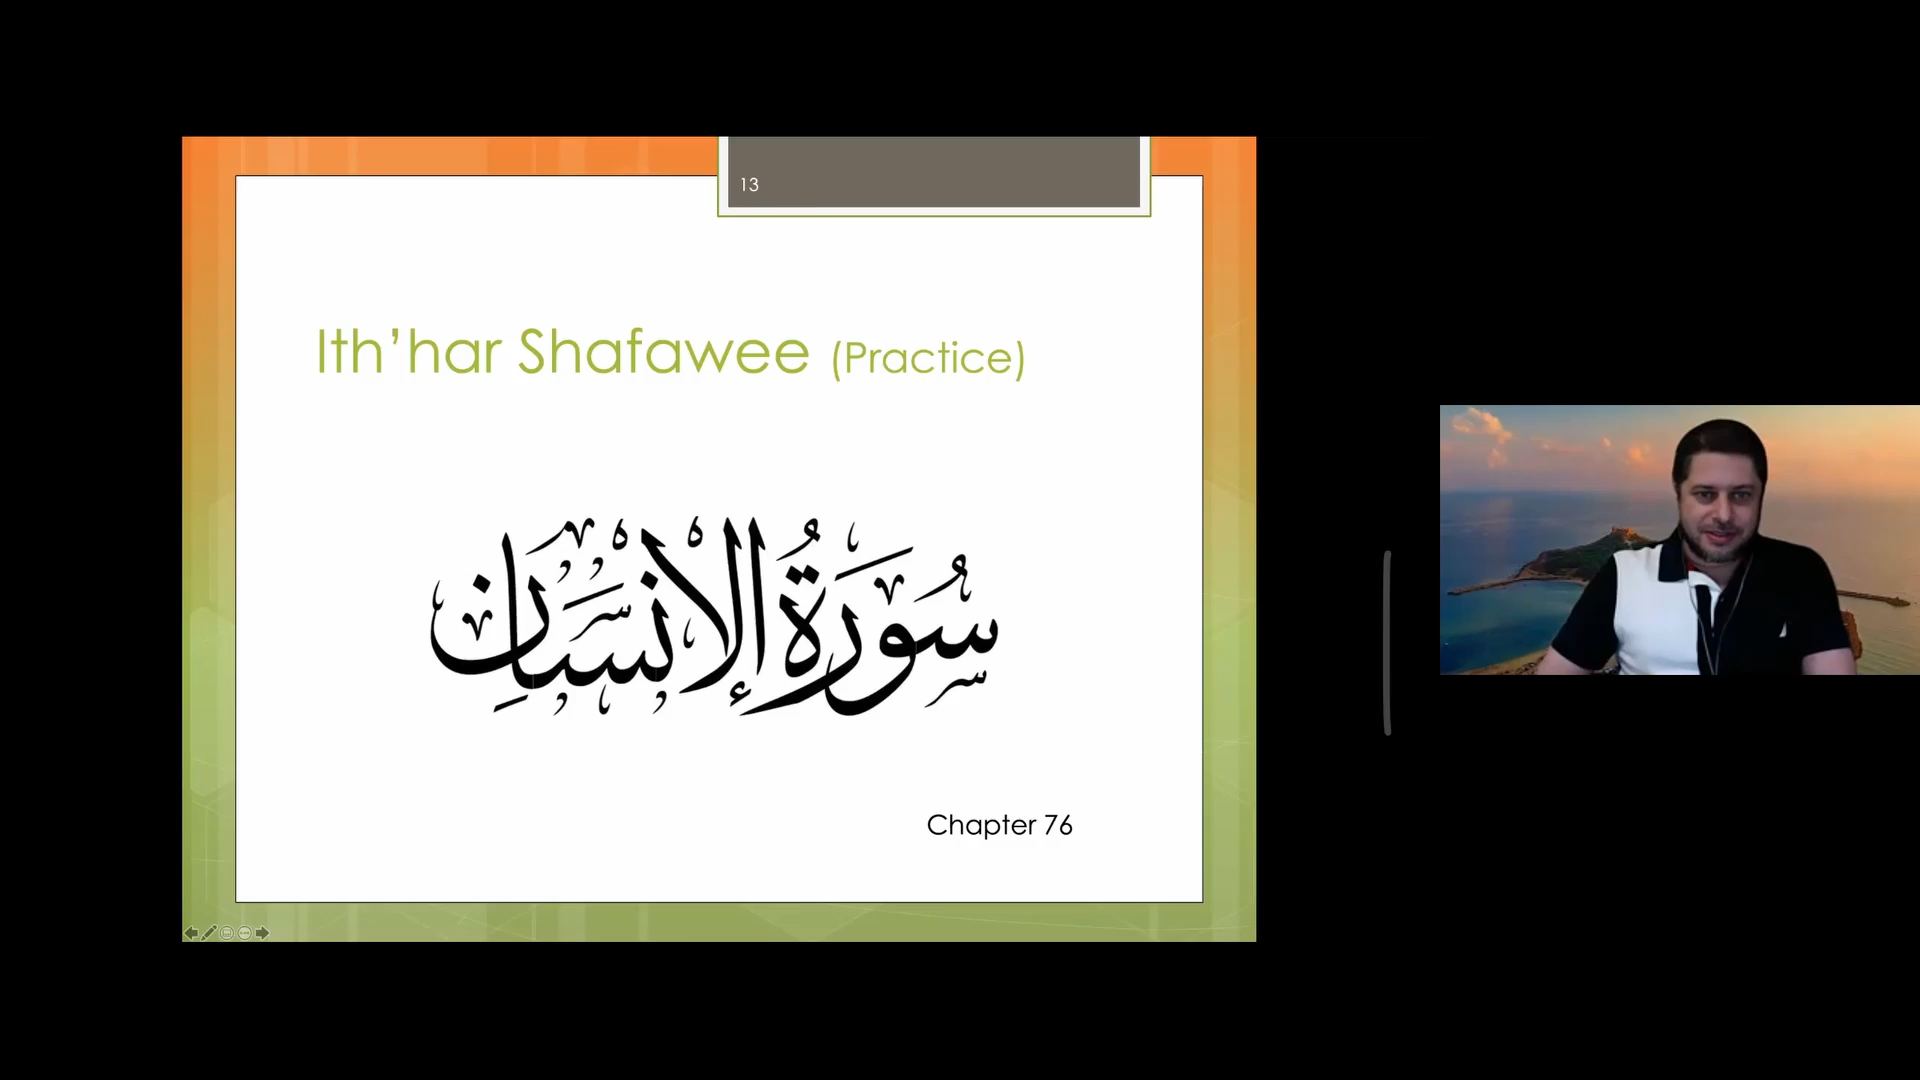 13
Ith’har Shafawee (Practice)
سُورَةُ الإِنسَانِ
Chapter 76